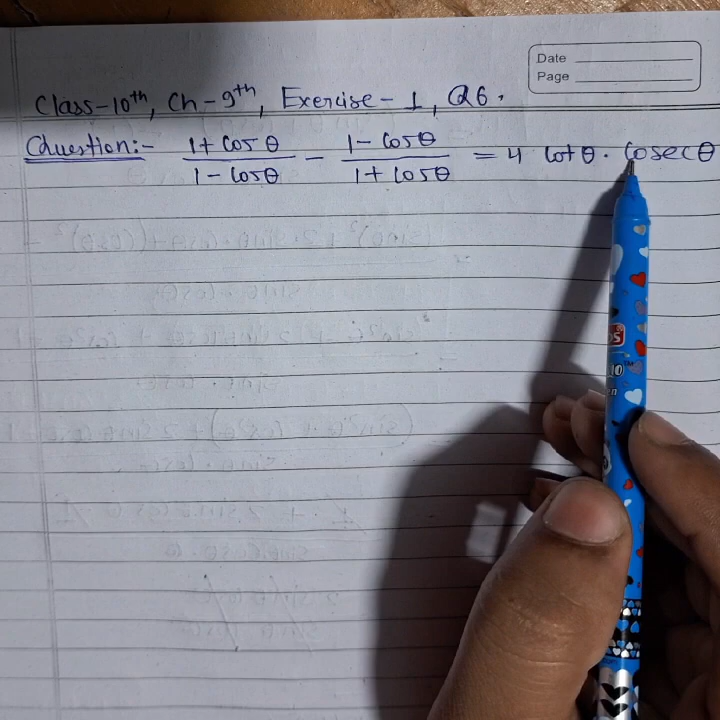 Date
Page
Class-10th, Ch-9th, Exercise-1, Q6.
Question:- (1+cosθ)/(1-cosθ) - (1-cosθ)/(1+cosθ) = 4 cotθ·cosecθ